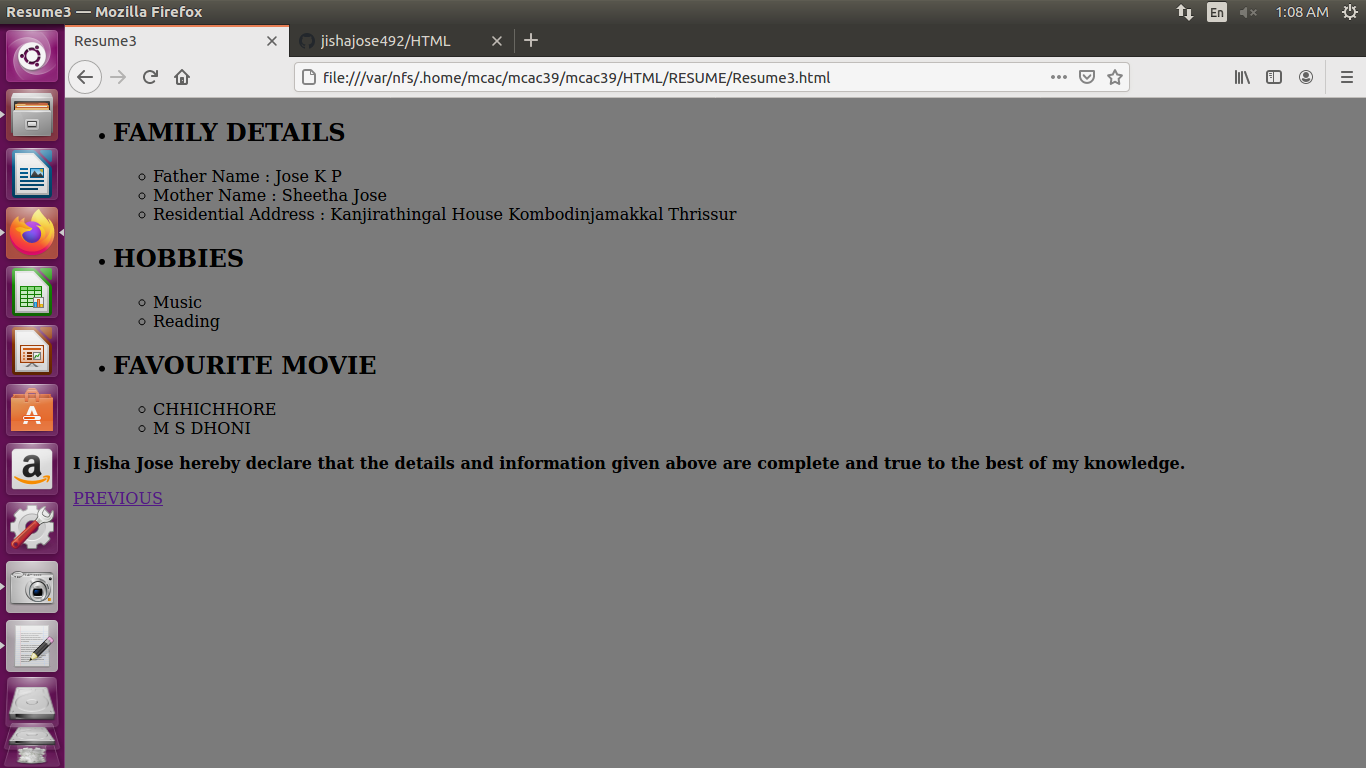 Resume3 — Mozilla Firefox
En
1:08 AM
Resume3
jishajose492/HTML
file:///var/nfs/.home/mcac/mcac39/mcac39/HTML/RESUME/Resume3.html
FAMILY DETAILS
Father Name : Jose K P
Mother Name : Sheetha Jose
Residential Address : Kanjirathingal House Kombodinjamakkal Thrissur
HOBBIES
Music
Reading
FAVOURITE MOVIE
CHHICHHORE
M S DHONI
I Jisha Jose hereby declare that the details and information given above are complete and true to the best of my knowledge.
PREVIOUS